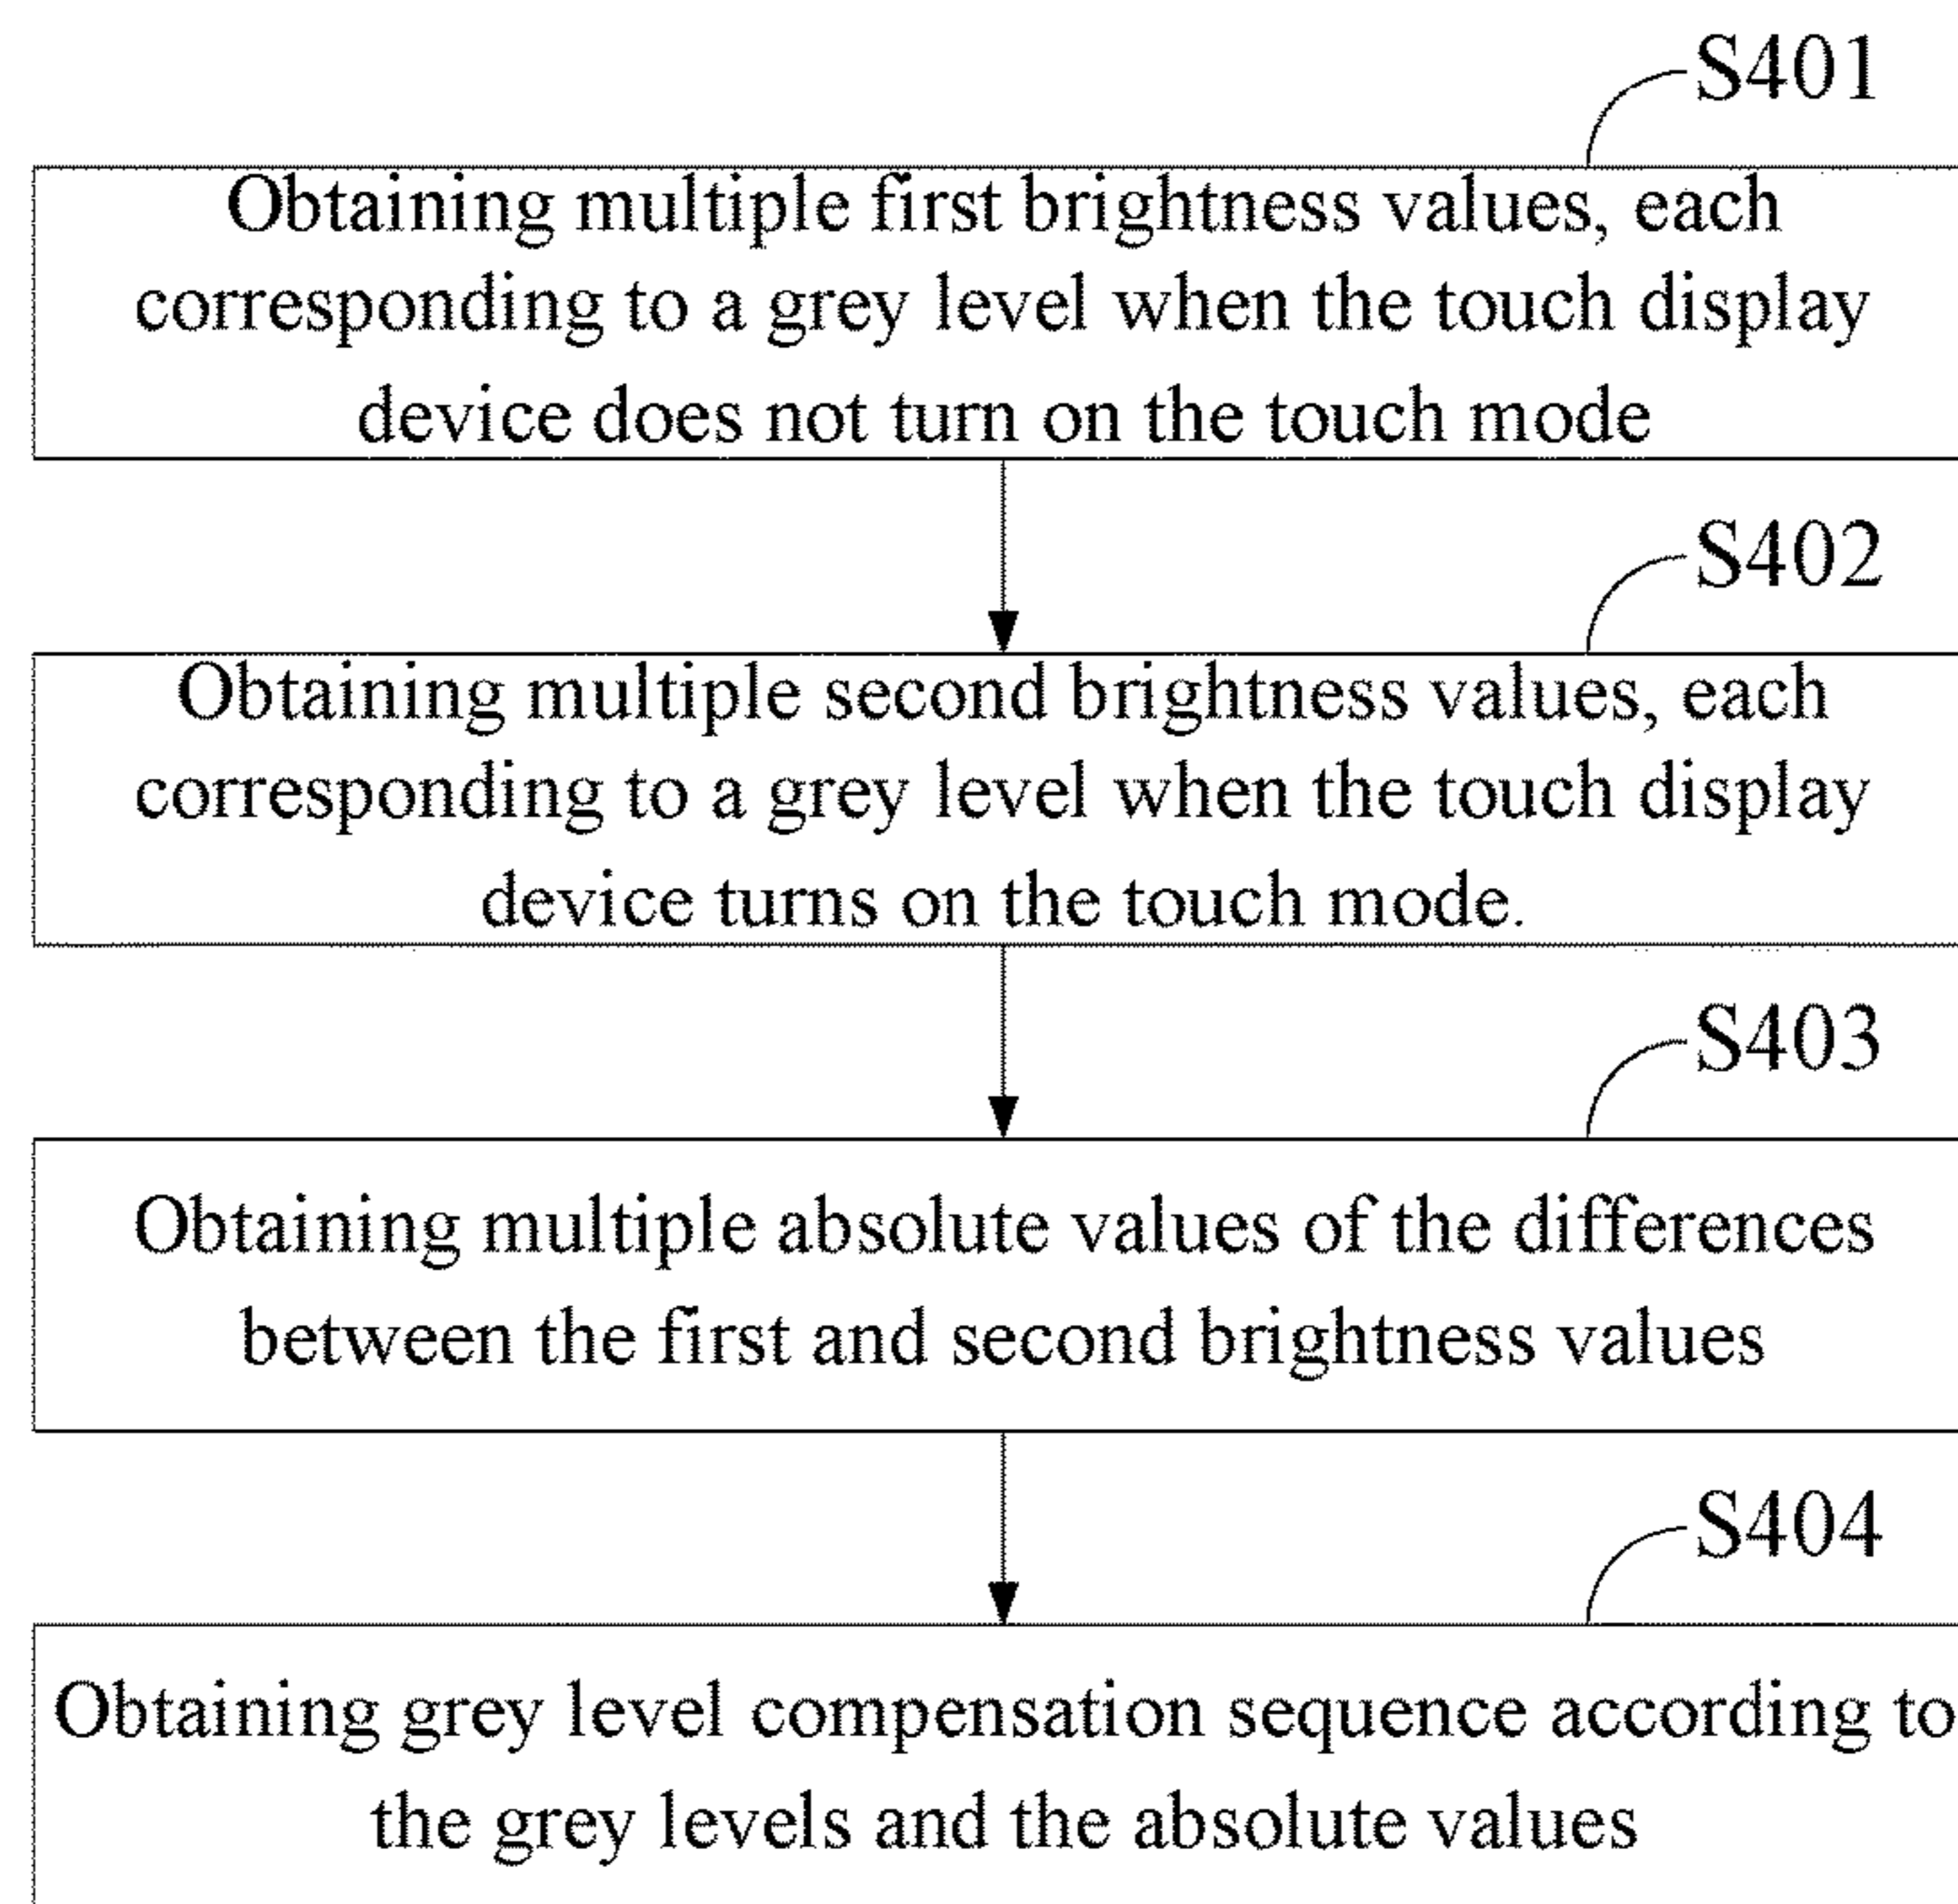 S401
Obtaining multiple first brightness values, each
corresponding to a grey level when the touch display
device does not turn on the touch mode
S402
Obtaining multiple second brightness values, each
corresponding to a grey level when the touch display
device turns on the touch mode.
S403
Obtaining multiple absolute values of the differences
between the first and second brightness values
S404
Obtaining grey level compensation sequence according to
the grey levels and the absolute values